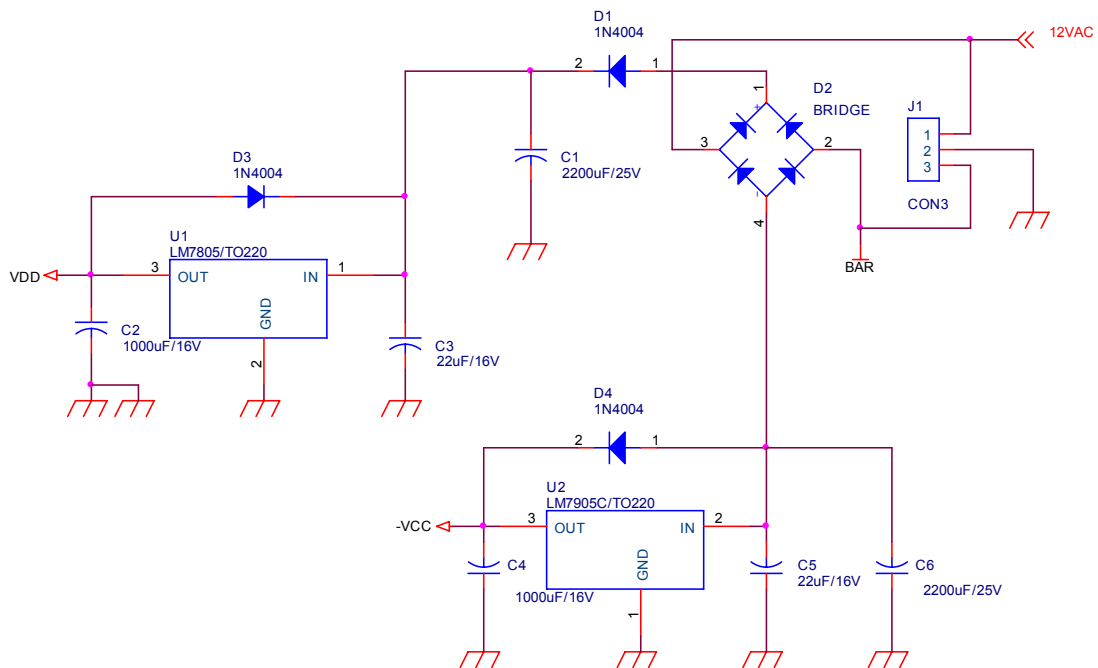 D1
1N4004
12VAC
2
1
1
D2
BRIDGE
+
3
2
-
4
J1
1
2
3
CON3
C1
2200uF/25V
D3
1N4004
BAR
U1
LM7805/TO220
VDD
3
OUT
IN
1
GND
2
C2
1000uF/16V
C3
22uF/16V
D4
1N4004
2
1
U2
LM7905C/TO220
-VCC
3
OUT
IN
2
GND
1
C4
1000uF/16V
C5
22uF/16V
C6
2200uF/25V